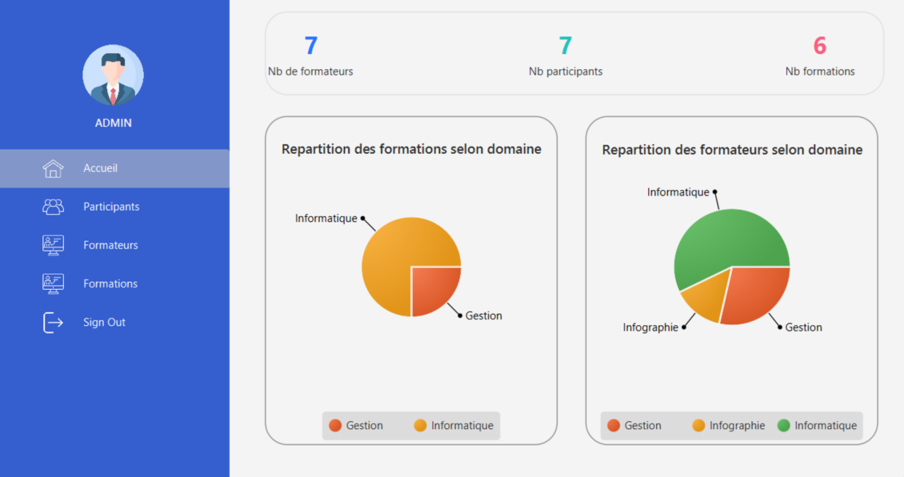 ADMIN
Accueil
Participants
Formateurs
Formations
Sign Out
7
Nb de formateurs
7
Nb participants
6
Nb formations
Repartition des formations selon domaine
Informatique
Gestion
Gestion
Informatique
Repartition des formateurs selon domaine
Informatique
Infographie
Gestion
Gestion
Infographie
Informatique